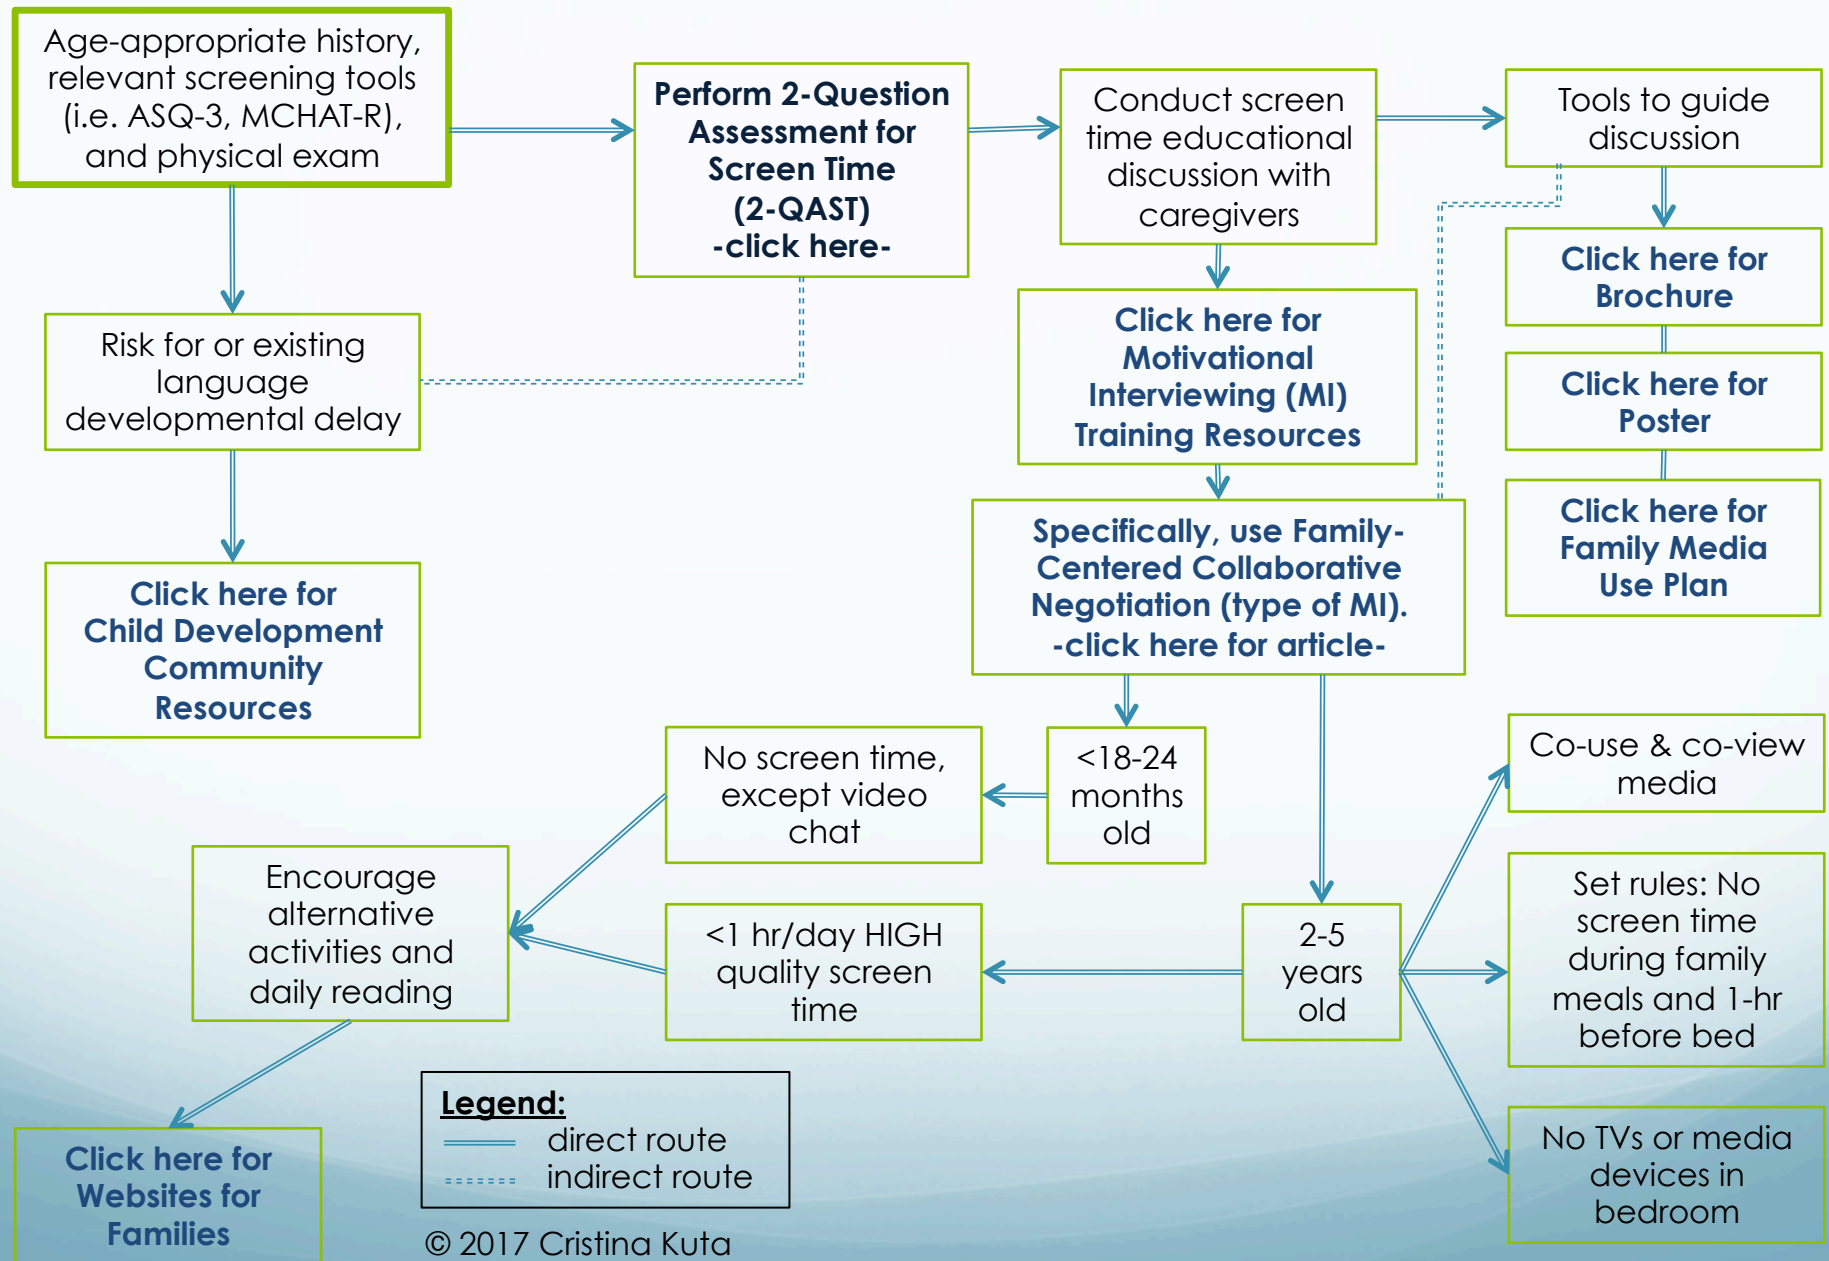 Age-appropriate history,
relevant screening tools
(i.e. ASQ-3, MCHAT-R),
and physical exam
Perform 2-Question
Assessment for
Screen Time
(2-QAST)
-click here-
Conduct screen
time educational
discussion with
caregivers
Tools to guide
discussion
Click here for
Brochure
Click here for
Poster
Click here for
Family Media
Use Plan
Risk for or existing
language
developmental delay
Click here for
Motivational
Interviewing (MI)
Training Resources
Specifically, use Family-
Centered Collaborative
Negotiation (type of MI).
-click here for article-
Click here for
Child Development
Community
Resources
No screen time,
except video
chat
<18-24
months
old
Co-use & co-view
media
Encourage
alternative
activities and
daily reading
<1 hr/day HIGH
quality screen
time
2-5
years
old
Set rules: No
screen time
during family
meals and 1-hr
before bed
No TVs or media
devices in
bedroom
Click here for
Websites for
Families
Legend:
direct route
indirect route
© 2017 Cristina Kuta